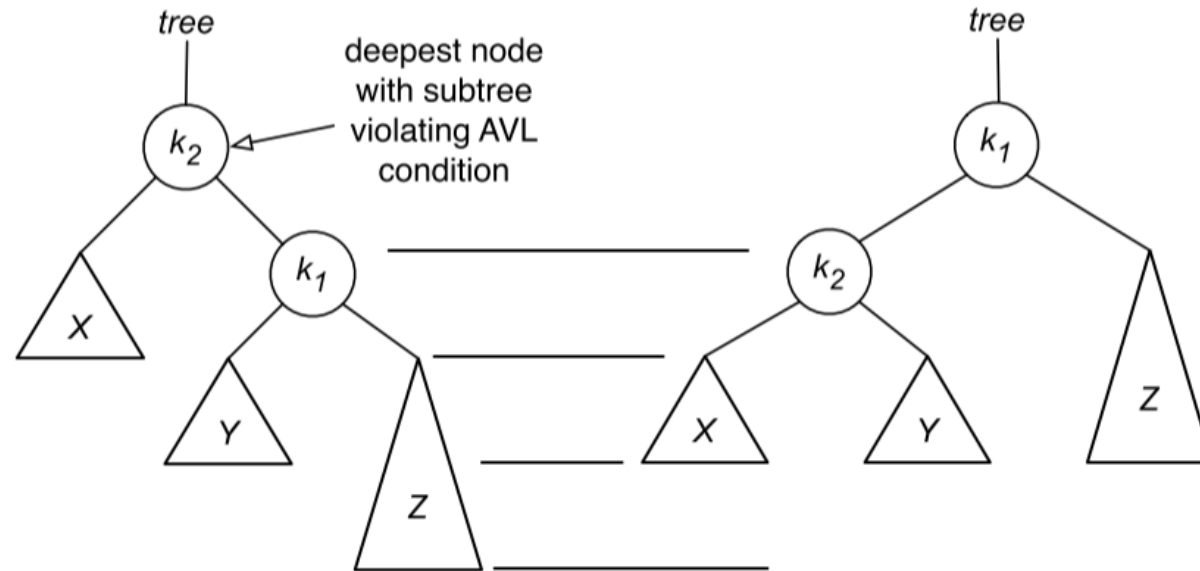 tree
deepest node
with subtree
violating AVL
condition
k2
k1
X
Y
Z
tree
k1
k2
X
Y
Z